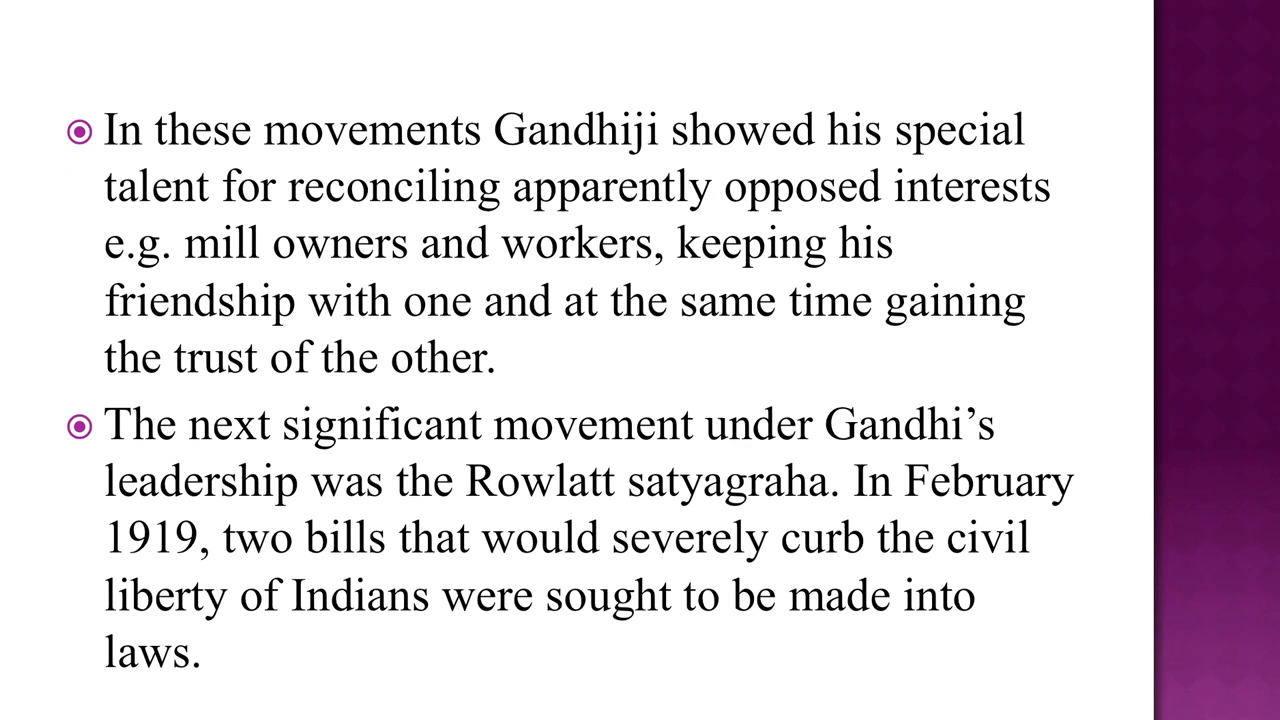 In these movements Gandhiji showed his special
talent for reconciling apparently opposed interests
e.g. mill owners and workers, keeping his
friendship with one and at the same time gaining
the trust of the other.
The next significant movement under Gandhi’s
leadership was the Rowlatt satyagraha. In February
1919, two bills that would severely curb the civil
liberty of Indians were sought to be made into
laws.